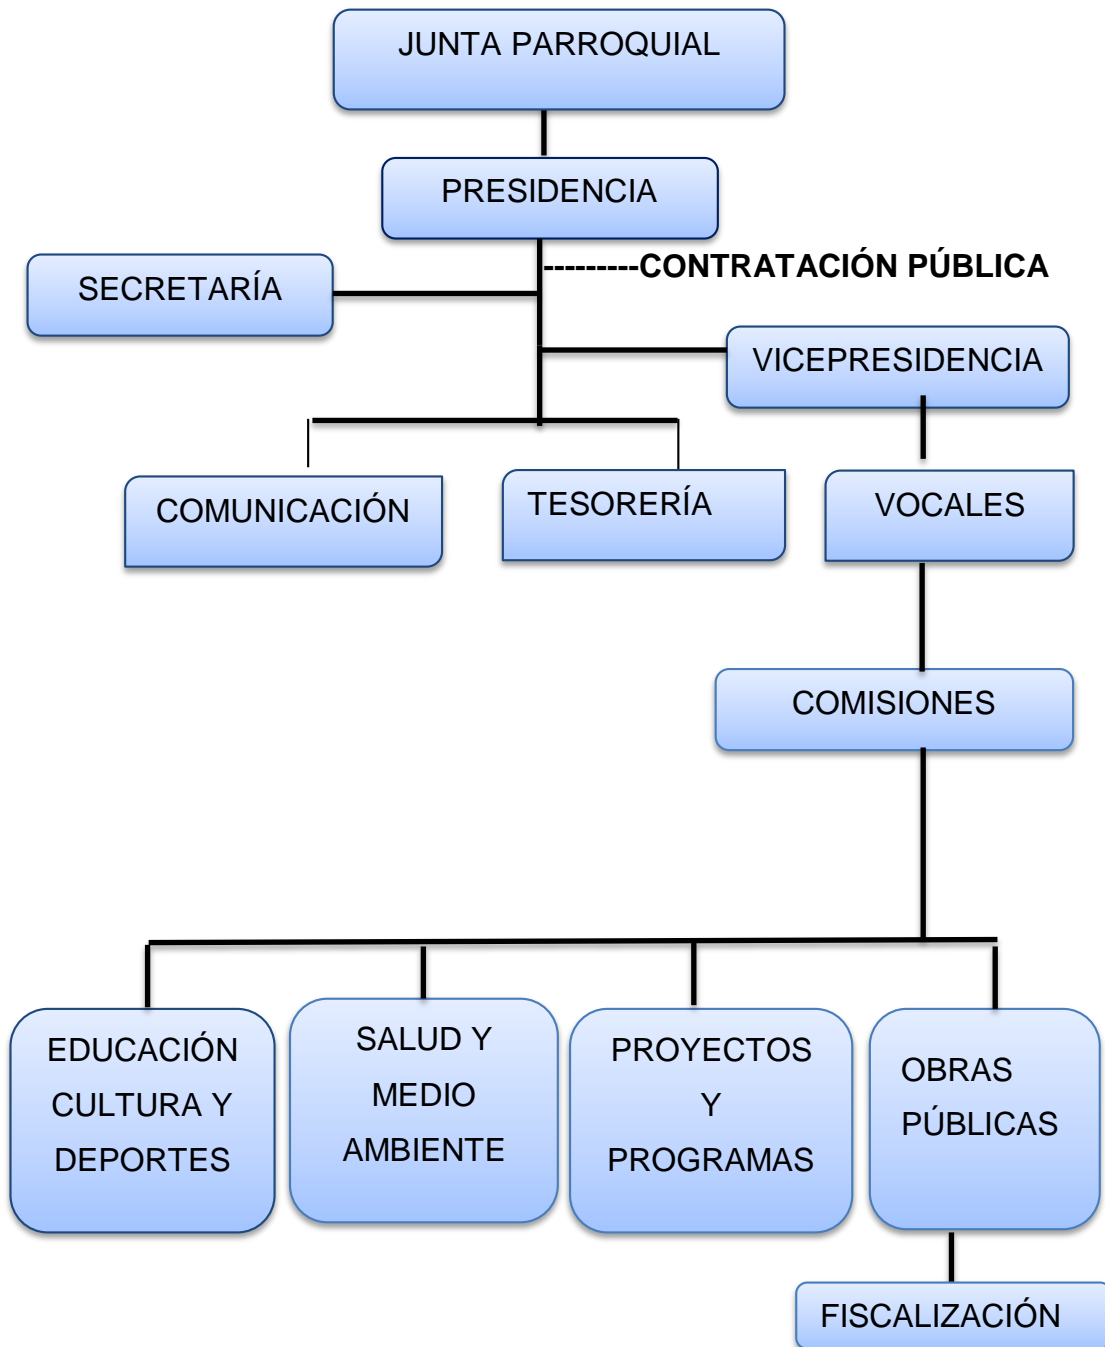 JUNTA PARROQUIAL
PRESIDENCIA
---------CONTRATACIÓN PÚBLICA
SECRETARÍA
VICEPRESIDENCIA
COMUNICACIÓN
TESORERÍA
VOCALES
COMISIONES
EDUCACIÓN
CULTURA Y
DEPORTES
SALUD Y
MEDIO
AMBIENTE
PROYECTOS
Y
PROGRAMAS
OBRAS
PÚBLICAS
FISCALIZACIÓN